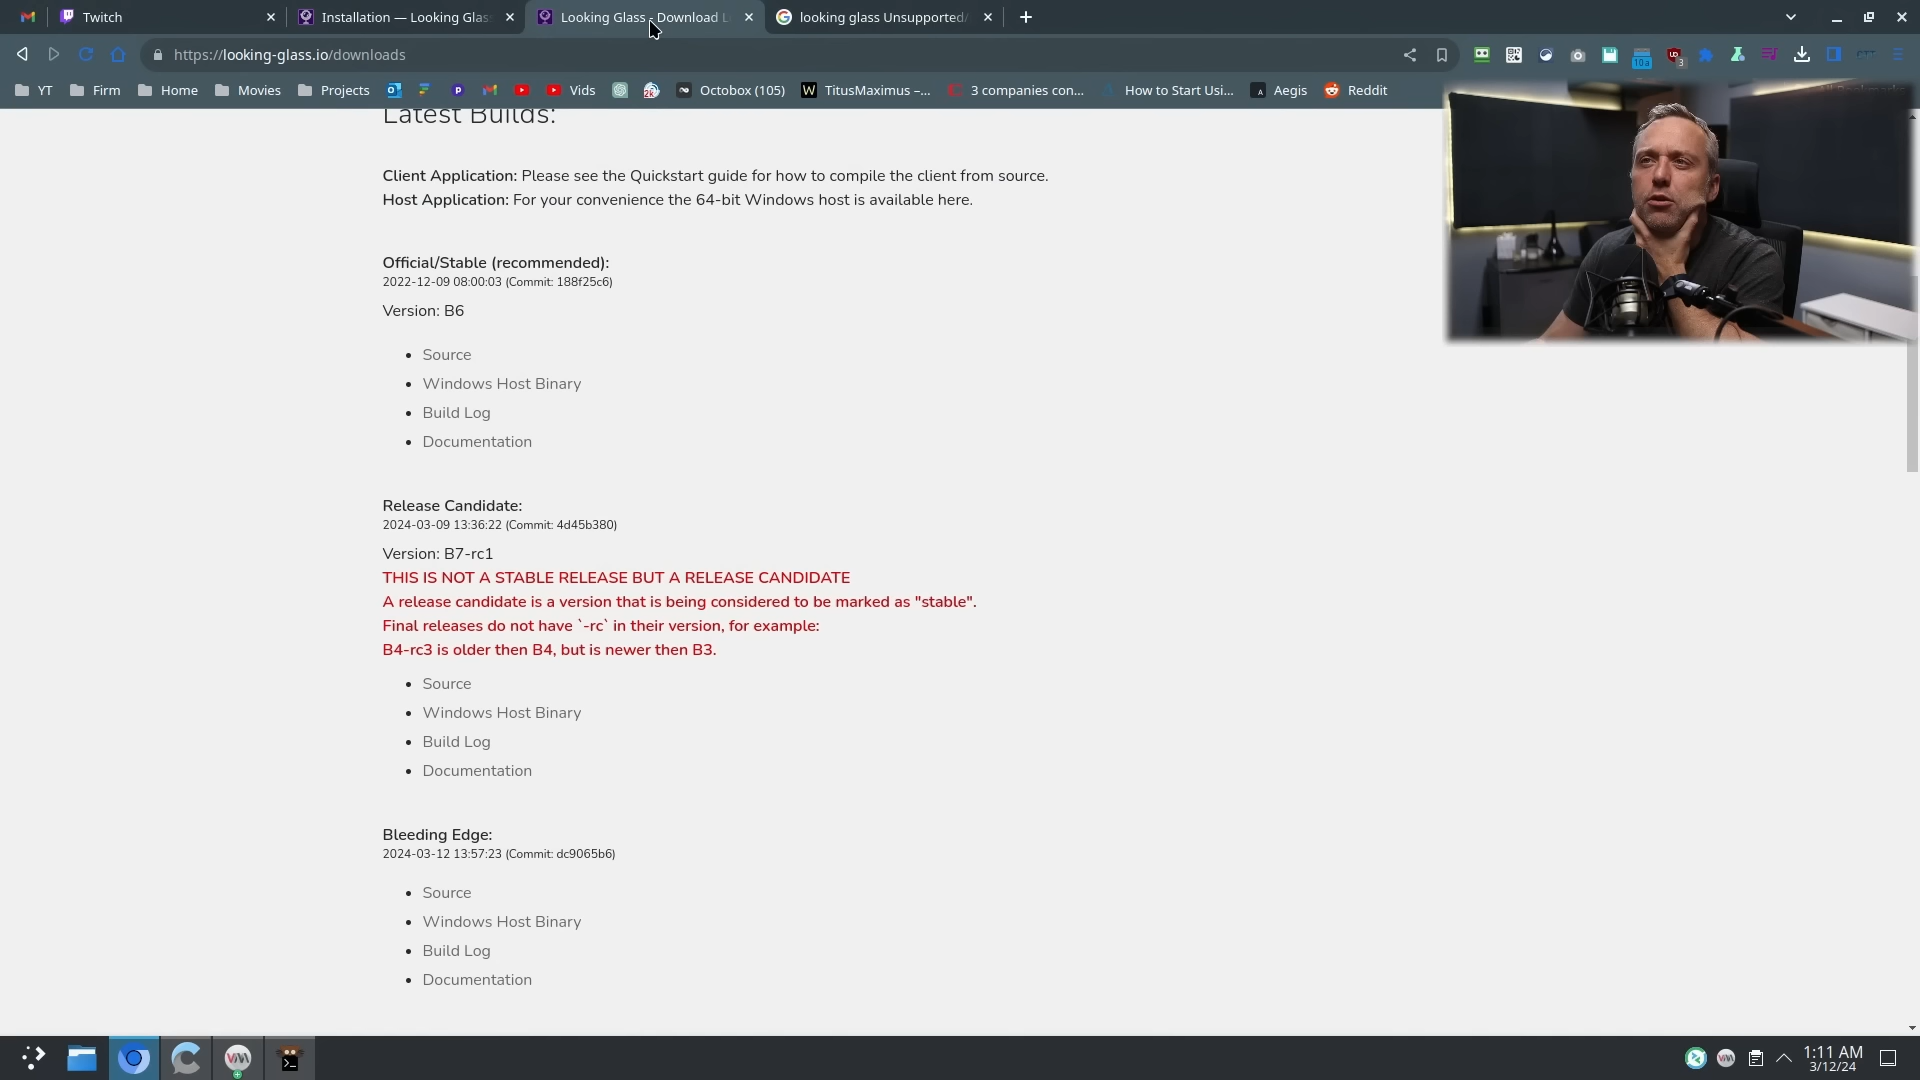 Twitch
Installation — Looking Glas
Looking Glass - Download L
looking glass Unsupported/
https://looking-glass.io/downloads
10a
3
YT
Firm
Home
Movies
Projects
Vids
Octobox (105)
TitusMaximus –...
3 companies con...
How to Start Usi...
Aegis
Reddit
Latest Builds:
Client Application: Please see the Quickstart guide for how to compile the client from source.
Host Application: For your convenience the 64-bit Windows host is available here.
Official/Stable (recommended):
2022-12-09 08:00:03 (Commit: 188f25c6)
Version: B6
• Source
• Windows Host Binary
• Build Log
• Documentation
Release Candidate:
2024-03-09 13:36:22 (Commit: 4d45b380)
Version: B7-rc1
THIS IS NOT A STABLE RELEASE BUT A RELEASE CANDIDATE
A release candidate is a version that is being considered to be marked as "stable".
Final releases do not have `-rc` in their version, for example:
B4-rc3 is older then B4, but is newer then B3.
• Source
• Windows Host Binary
• Build Log
• Documentation
Bleeding Edge:
2024-03-12 13:57:23 (Commit: dc9065b6)
• Source
• Windows Host Binary
• Build Log
• Documentation
1:11 AM
3/12/24